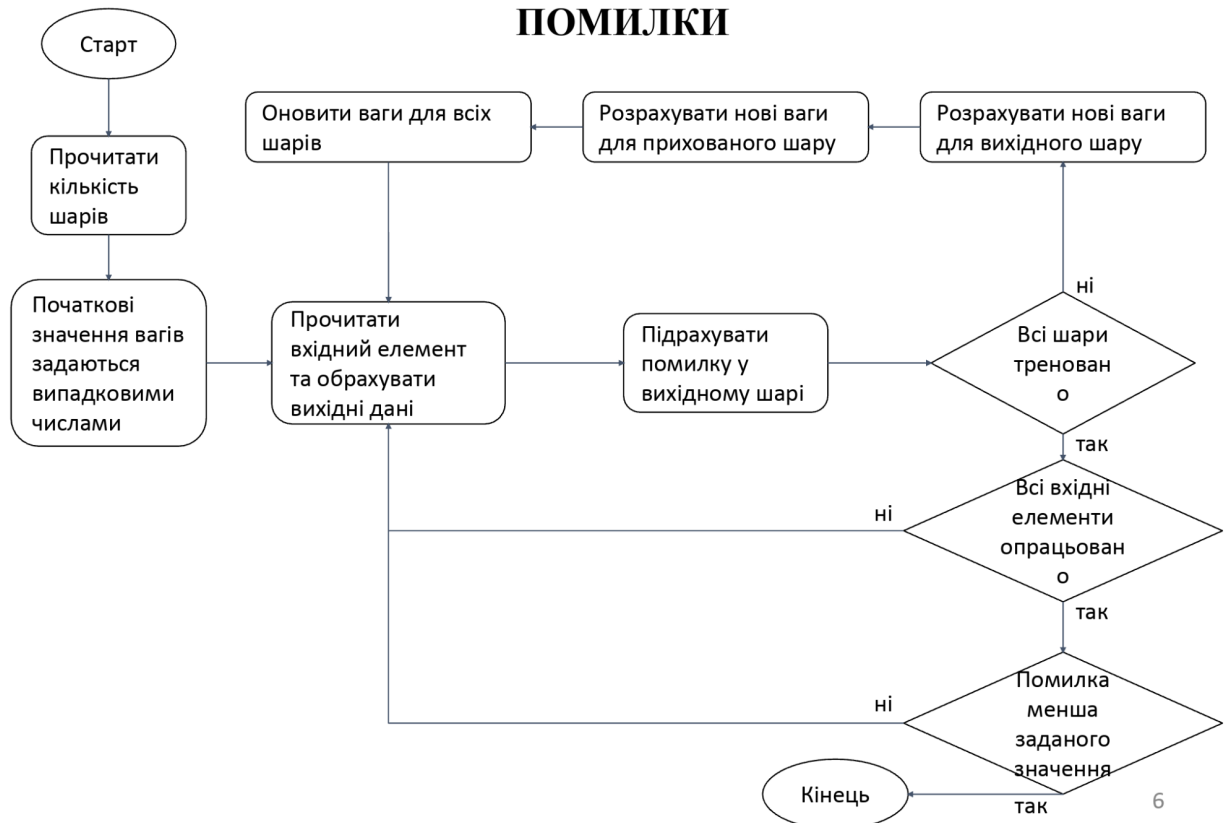 ПОМИЛКИ
Старт
Прочитати
кількість
шарів
Початкові
значення вагів
задаються
випадковими
числами
Оновити ваги для всіх
шарів
Розрахувати нові ваги
для прихованого шару
Розрахувати нові ваги
для вихідного шару
Прочитати
вхідний елемент
та обрахувати
вихідні дані
Підрахувати
помилку у
вихідному шарі
ні
Всі шари
тренован
о
так
ні
Всі вхідні
елементи
опрацьован
о
так
ні
Помилка
менша
заданого
значення
так
Кінець
6